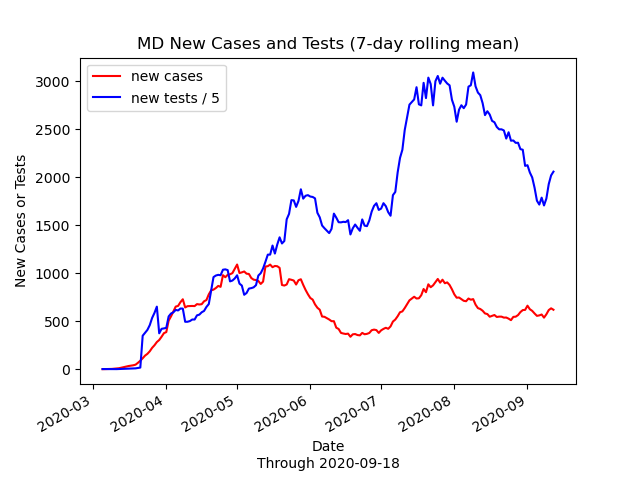 MD New Cases and Tests (7-day rolling mean)
new cases
new tests / 5
New Cases or Tests
3000
2500
2000
1500
1000
500
0
2020-03
2020-04
2020-05
2020-06
2020-07
2020-08
2020-09
Date
Through 2020-09-18